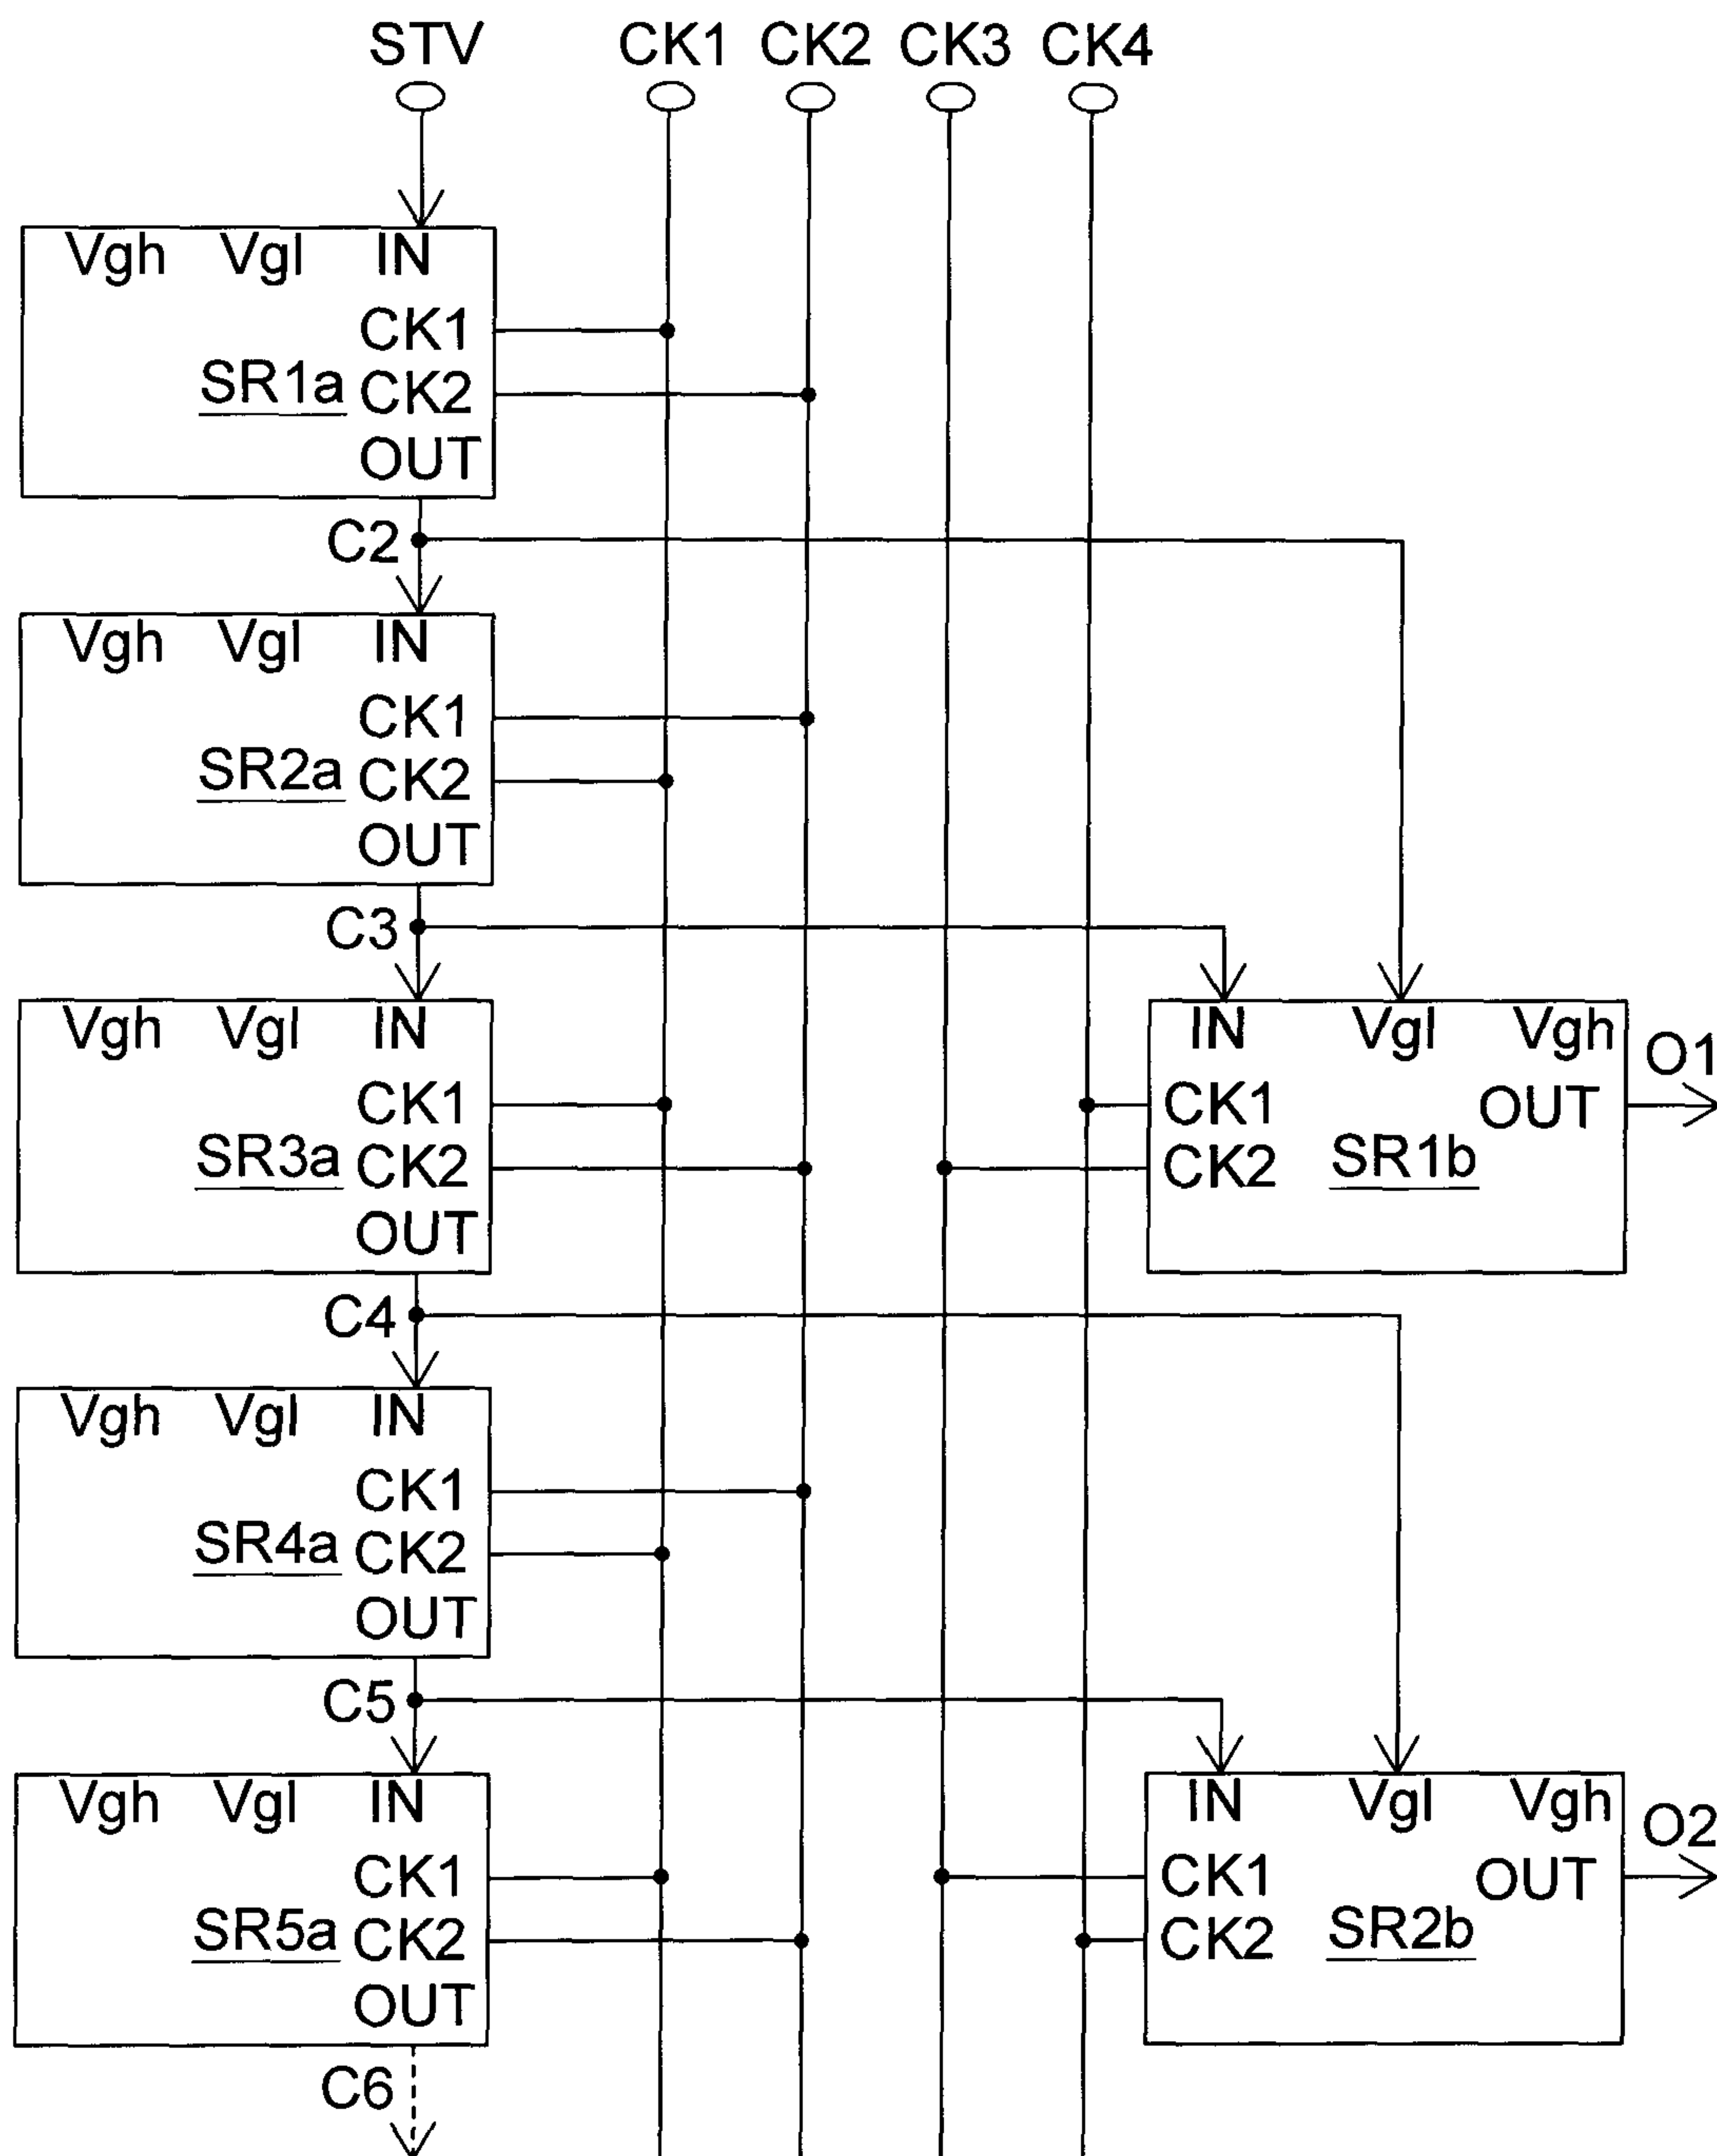 STV CK1 CK2 CK3 CK4
Vgh Vgl IN
CK1
SR1a CK2
OUT
C2
Vgh Vgl IN
CK1
SR2a CK2
OUT
C3
Vgh Vgl IN
CK1
SR3a CK2
OUT
IN Vgl Vgh
CK1 OUT
CK2 SR1b
O1
C4
Vgh Vgl IN
CK1
SR4a CK2
OUT
C5
Vgh Vgl IN
CK1
SR5a CK2
OUT
IN Vgl Vgh
CK1 OUT
CK2 SR2b
O2
C6